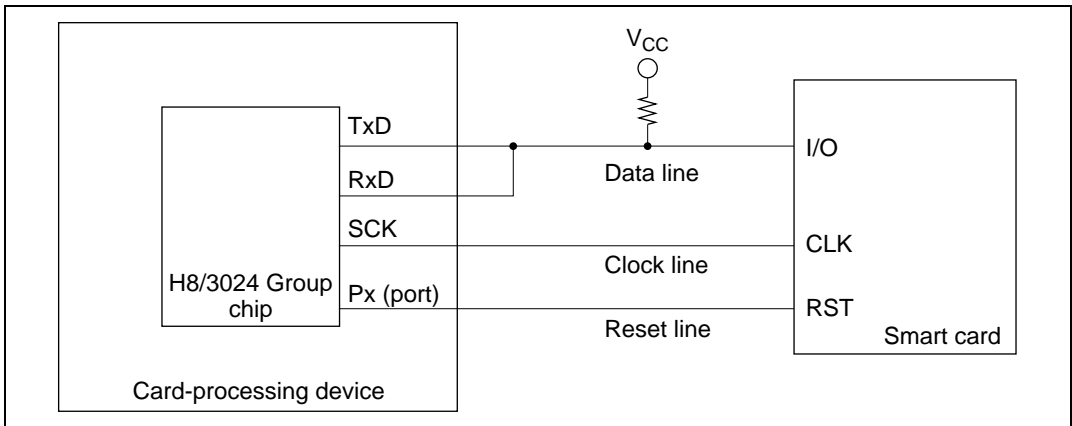 V_CC
TxD
I/O
Data line
RxD
SCK
CLK
Clock line
H8/3024 Group
chip
Px (port)
RST
Reset line
Smart card
Card-processing device